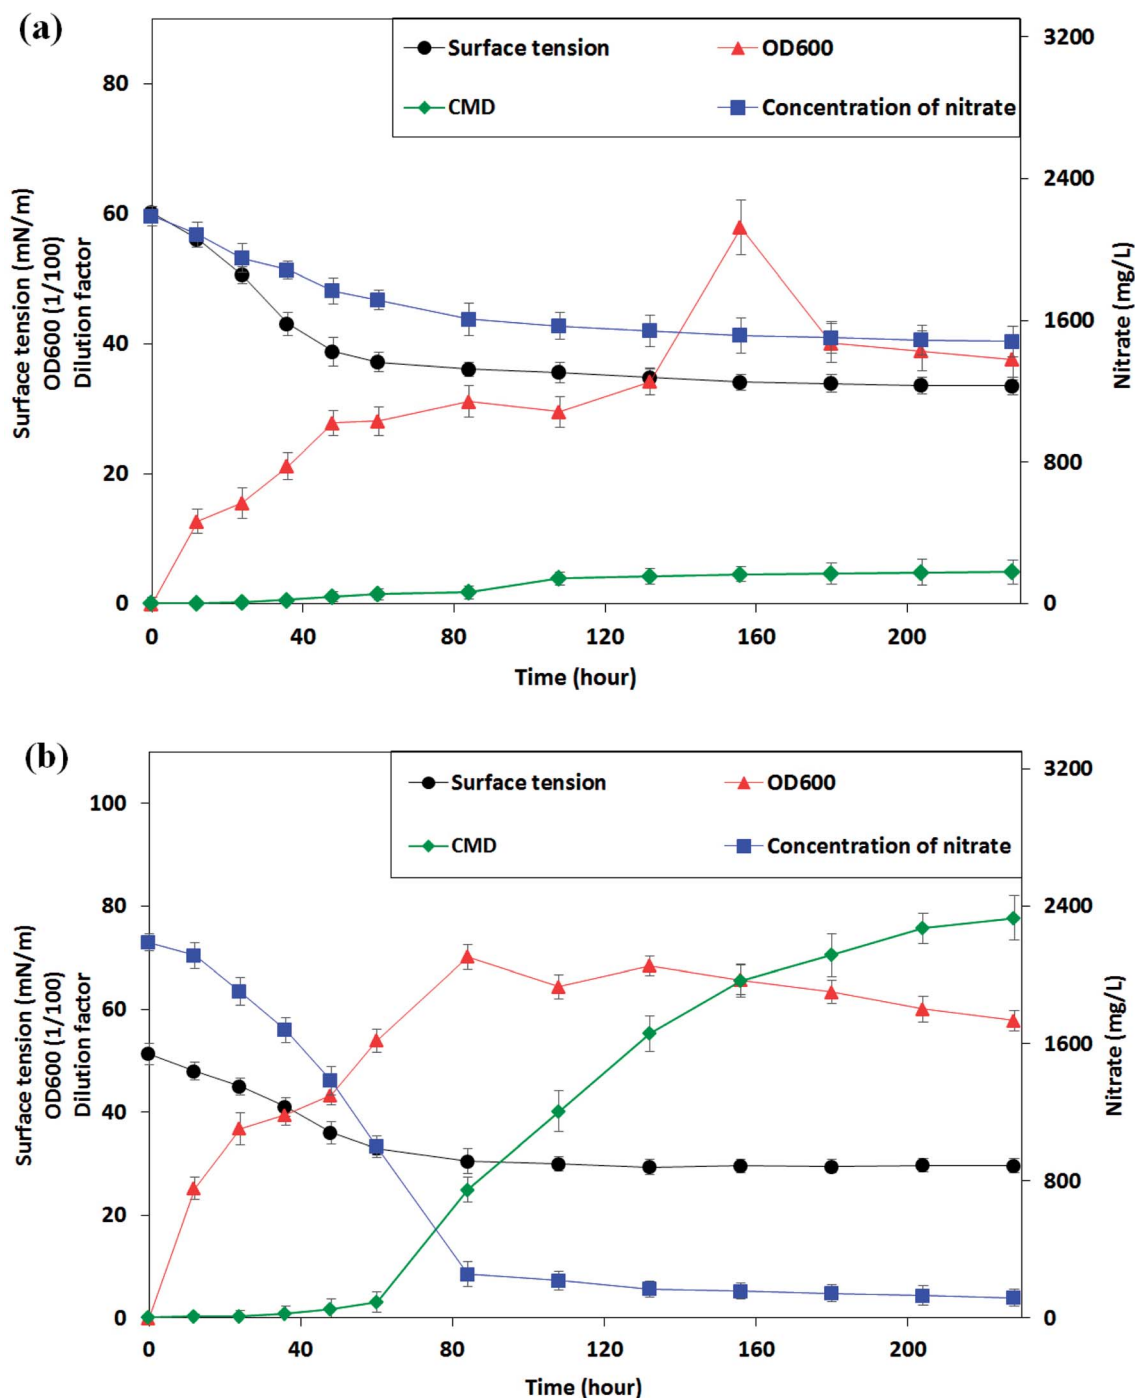 (a)
Surface tension
OD600
CMD
Concentration of nitrate
Surface tension (mN/m)
OD600 (1/100)
Dilution factor
80
60
40
20
0
3200
2400
1600
800
0
Nitrate (mg/L)
0 40 80 120 160 200
Time (hour)
(b)
Surface tension
OD600
CMD
Concentration of nitrate
Surface tension (mN/m)
OD600 (1/100)
Dilution factor
100
80
60
40
20
0
3200
2400
1600
800
0
Nitrate (mg/L)
0 40 80 120 160 200
Time (hour)